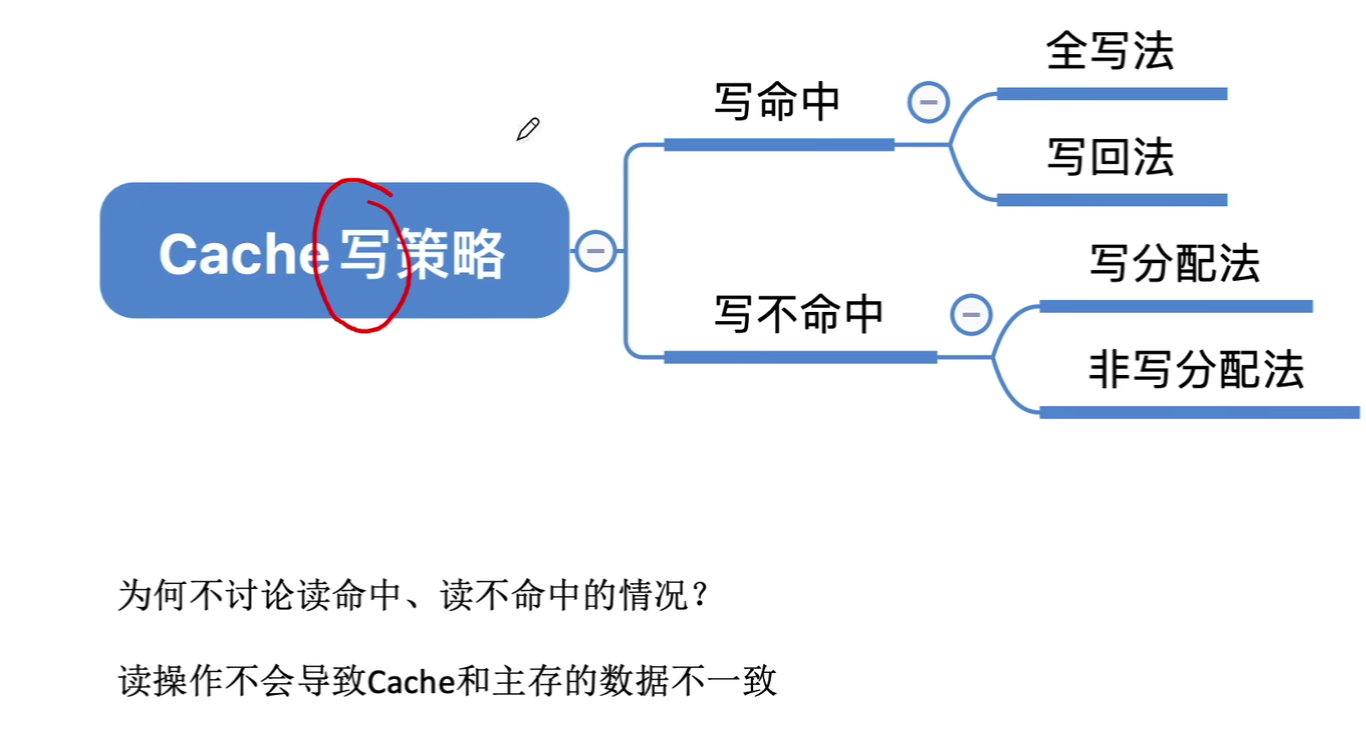 Cache写策略
写命中
全写法
写回法
写不命中
写分配法
非写分配法
为何不讨论读命中、读不命中的情况？
读操作不会导致Cache和主存的数据不一致